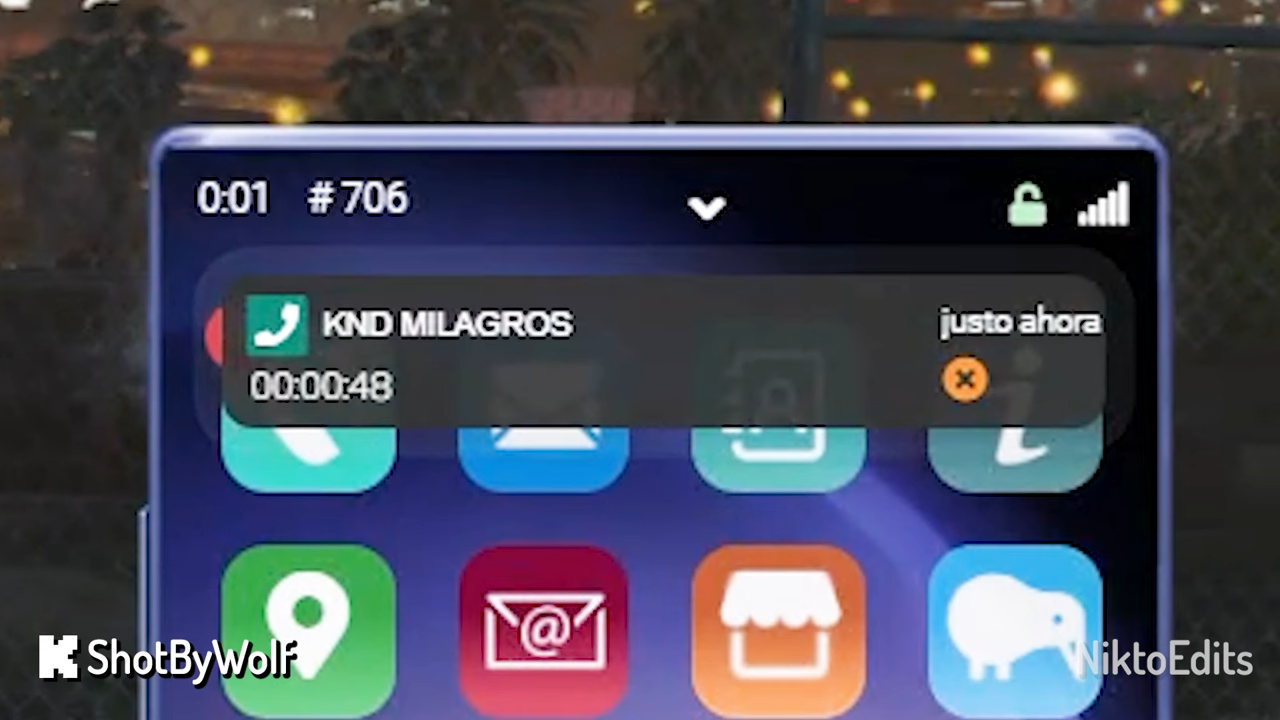 0:01 # 706
KND MILAGROS justo ahora
00:00:48
@
ShotByWolf
NiktoEdits